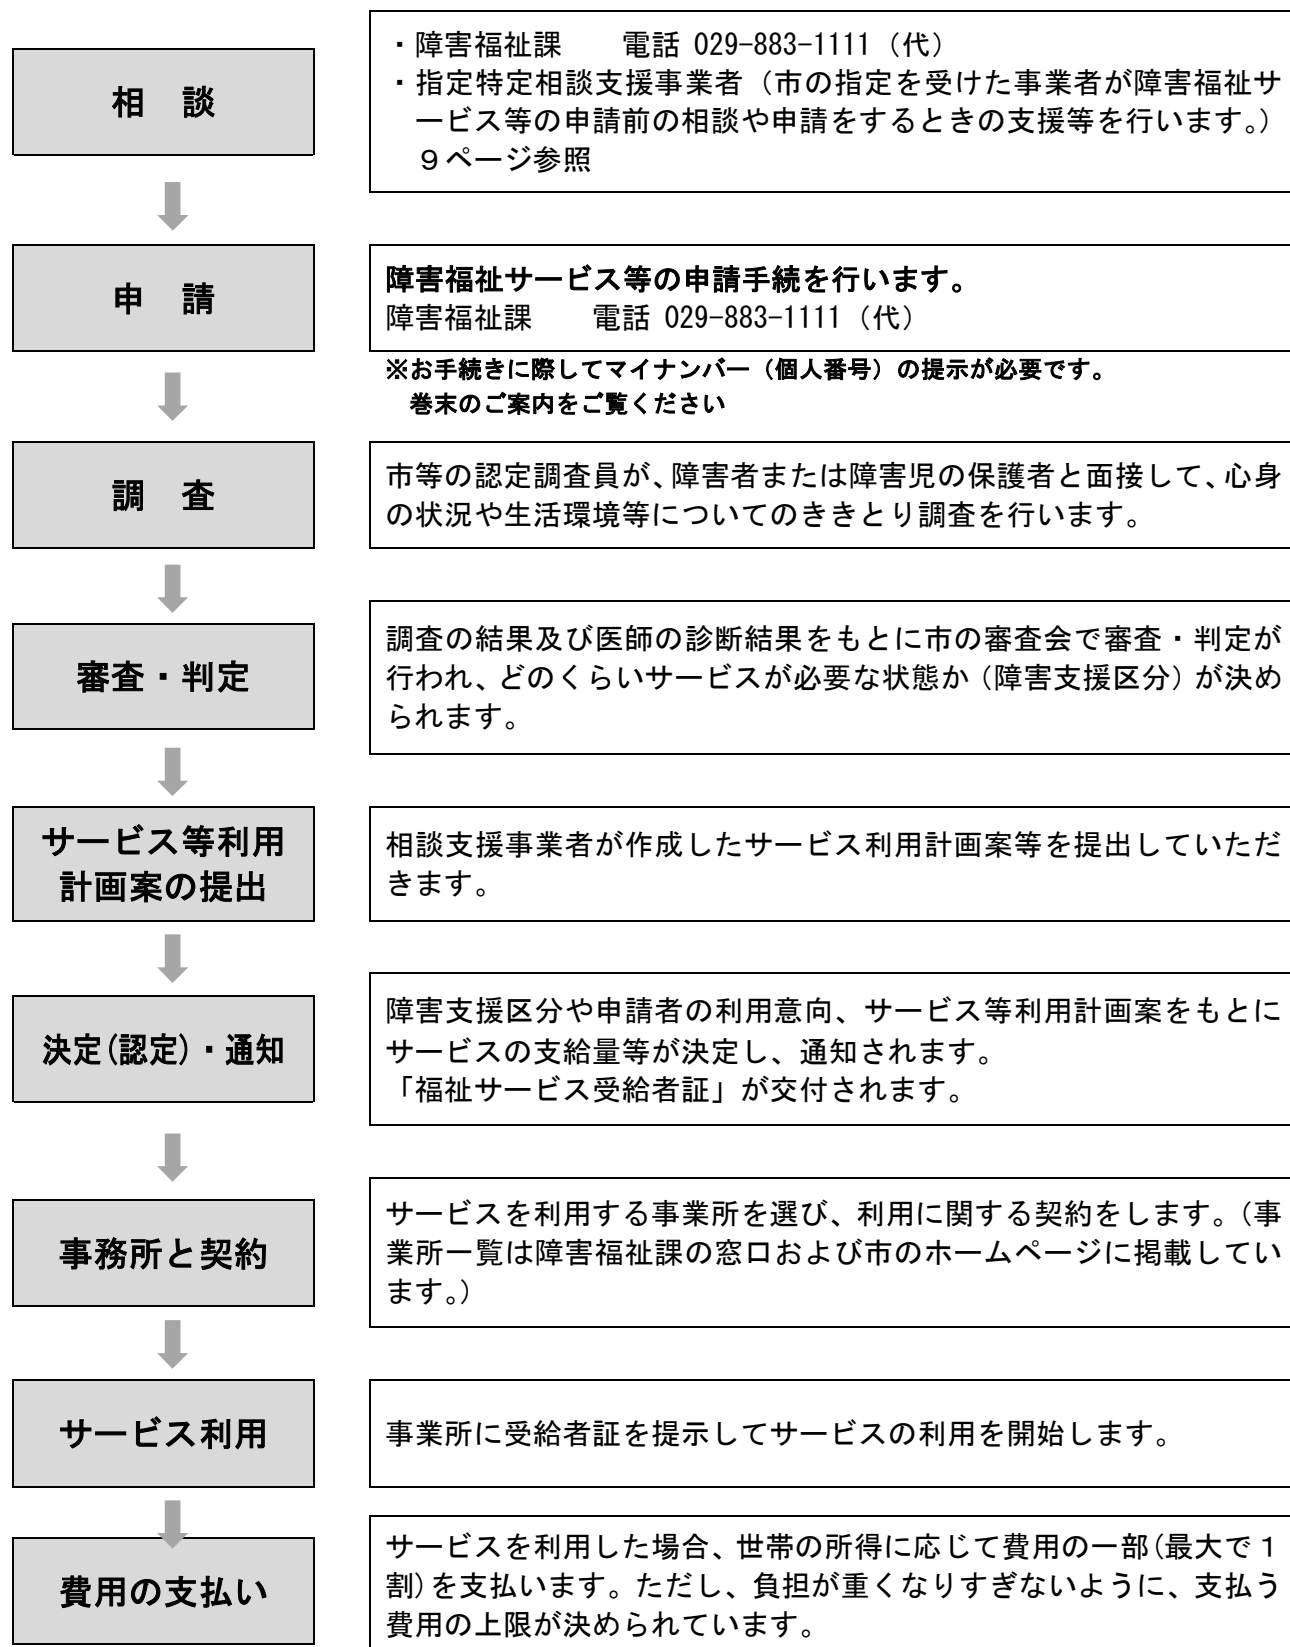 相　談
・障害福祉課　　電話 029-883-1111（代）
・指定特定相談支援事業者（市の指定を受けた事業者が障害福祉サ
ービス等の申請前の相談や申請をするときの支援等を行います。）
９ページ参照
申　請
障害福祉サービス等の申請手続を行います。
障害福祉課　　電話 029-883-1111（代）
※お手続きに際してマイナンバー（個人番号）の提示が必要です。
巻末のご案内をご覧ください
調　査
市等の認定調査員が、障害者または障害児の保護者と面接して、心身
の状況や生活環境等についてのききとり調査を行います。
審査・判定
調査の結果及び医師の診断結果をもとに市の審査会で審査・判定が
行われ、どのくらいサービスが必要な状態か（障害支援区分）が決め
られます。
サービス等利用
計画案の提出
相談支援事業者が作成したサービス利用計画案等を提出していただ
きます。
決定(認定)・通知
障害支援区分や申請者の利用意向、サービス等利用計画案をもとに
サービスの支給量等が決定し、通知されます。
「福祉サービス受給者証」が交付されます。
事務所と契約
サービスを利用する事業所を選び、利用に関する契約をします。（事
業所一覧は障害福祉課の窓口および市のホームページに掲載してい
ます。）
サービス利用
事業所に受給者証を提示してサービスの利用を開始します。
費用の支払い
サービスを利用した場合、世帯の所得に応じて費用の一部(最大で１
割)を支払います。ただし、負担が重くなりすぎないように、支払う
費用の上限が決められています。